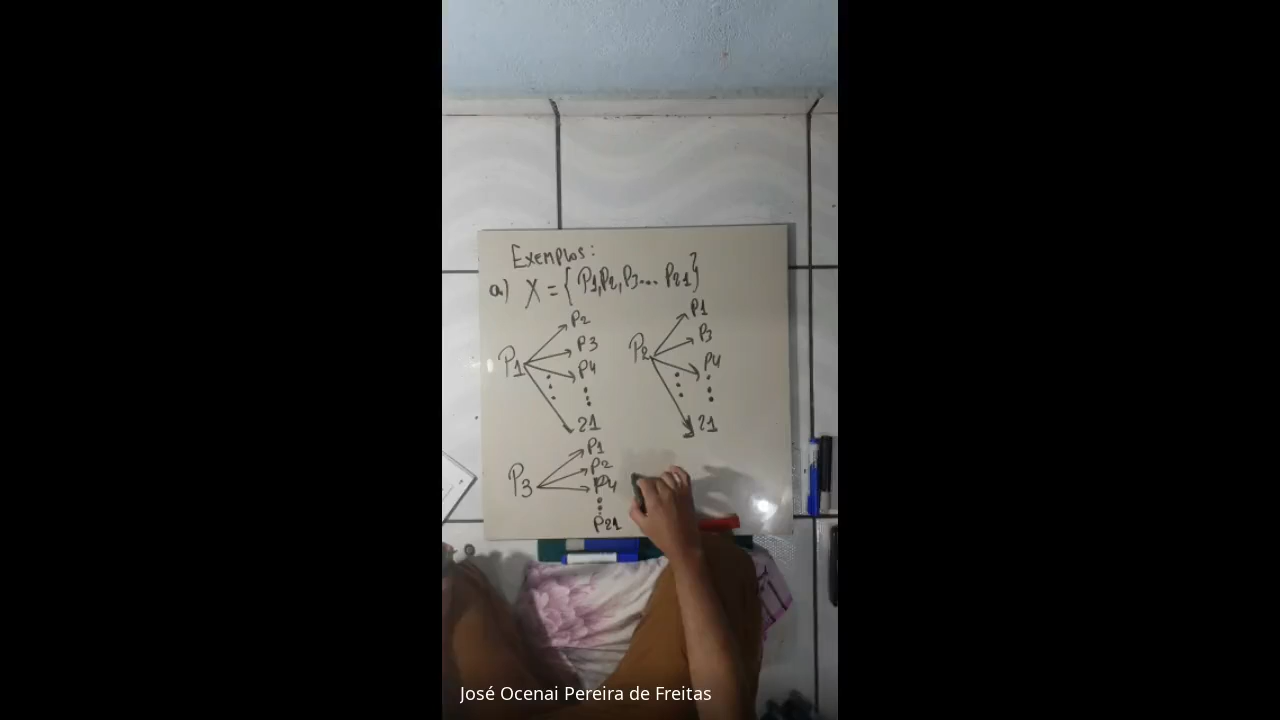 Exemplos:
a) X = {P1, P2, P3... P21}
P1
P2
P3
P4
21
P2
P1
P3
P4
21
P3
P1
P2
P4
P21
José Ocenai Pereira de Freitas